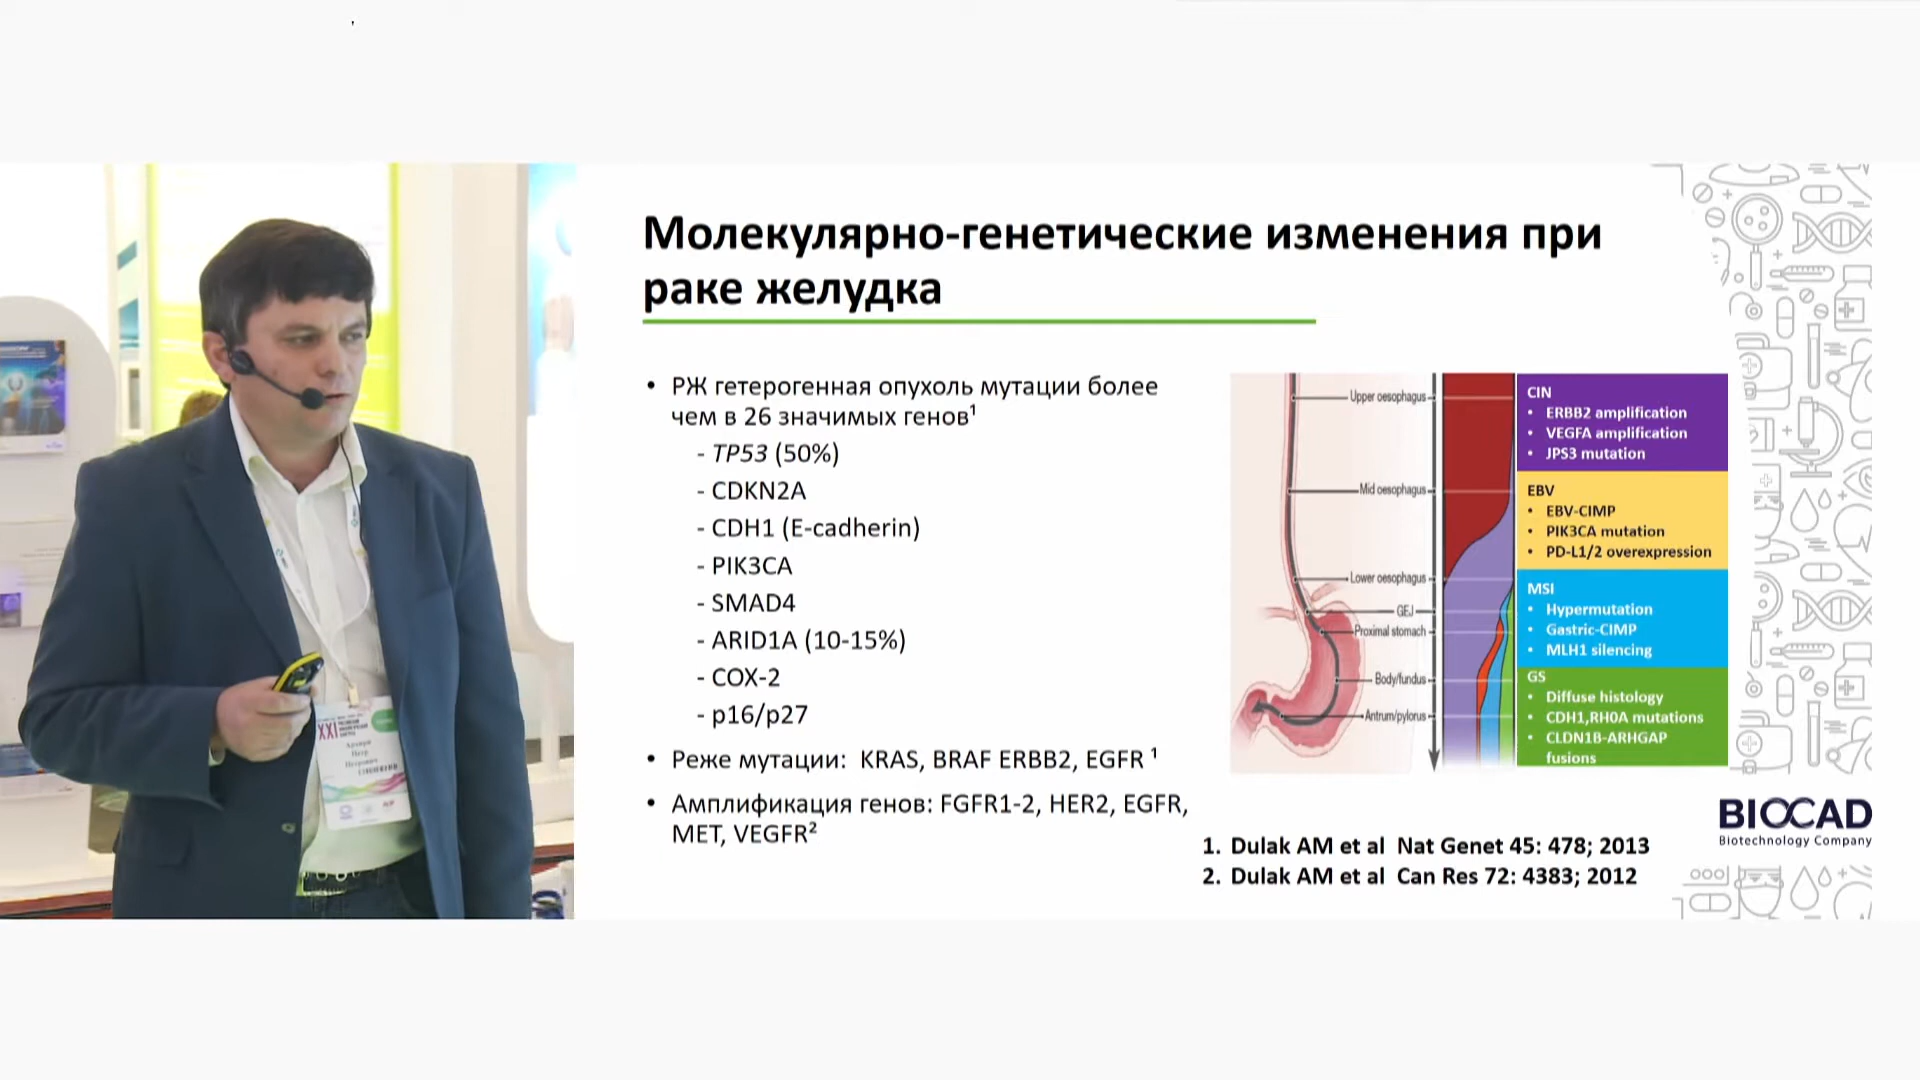 Молекулярно-генетические изменения при
раке желудка
• РЖ гетерогенная опухоль мутации более
чем в 26 значимых генов¹
- TP53 (50%)
- CDKN2A
- CDH1 (E-cadherin)
- PIK3CA
- SMAD4
- ARID1A (10-15%)
- COX-2
- p16/p27
• Реже мутации: KRAS, BRAF ERBB2, EGFR ¹
• Амплификация генов: FGFR1-2, HER2, EGFR,
MET, VEGFR²
Upper oesophagus
Mid oesophagus
Lower oesophagus
GEJ
Proximal stomach
Body/fundus
Antrum/pylorus
CIN
• ERBB2 amplification
• VEGFA amplification
• JPS3 mutation
EBV
• EBV-CIMP
• PIK3CA mutation
• PD-L1/2 overexpression
MSI
• Hypermutation
• Gastric-CIMP
• MLH1 silencing
GS
• Diffuse histology
• CDH1,RH0A mutations
• CLDN1B-ARHGAP
fusions
1. Dulak AM et al Nat Genet 45: 478; 2013
2. Dulak AM et al Can Res 72: 4383; 2012
BIOCAD
Biotechnology Company
XXI
Петр
Петрович